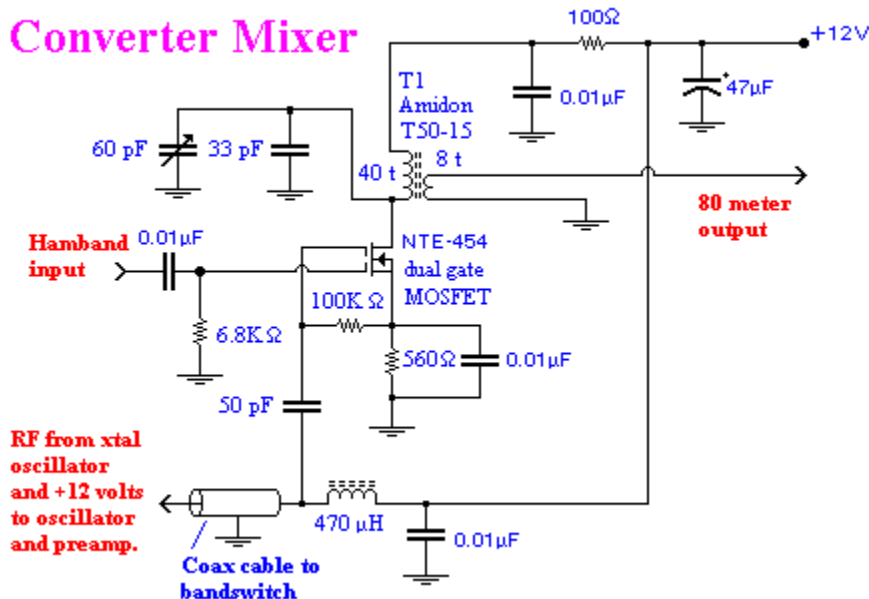 Converter Mixer
100Ω
+12V
T1
Amidon
T50-15
0.01µF
+
47µF
60 pF
33 pF
40 t
8 t
80 meter
output
Hamband
input
0.01µF
NTE-454
dual gate
MOSFET
100K Ω
6.8K Ω
560Ω
0.01µF
50 pF
RF from xtal
oscillator
and +12 volts
to oscillator
and preamp.
470 µH
0.01µF
Coax cable to
bandswitch